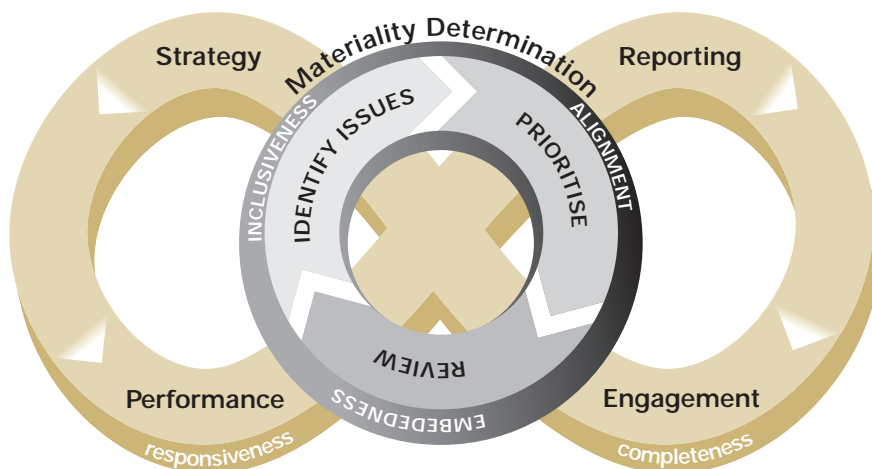 Materiality Determination
Strategy
Reporting
INCLUSIVENESS
IDENTIFY ISSUES
PRIORITISE
ALIGNMENT
REVIEW
EMBEDEDNESS
Performance
Engagement
responsiveness
completeness